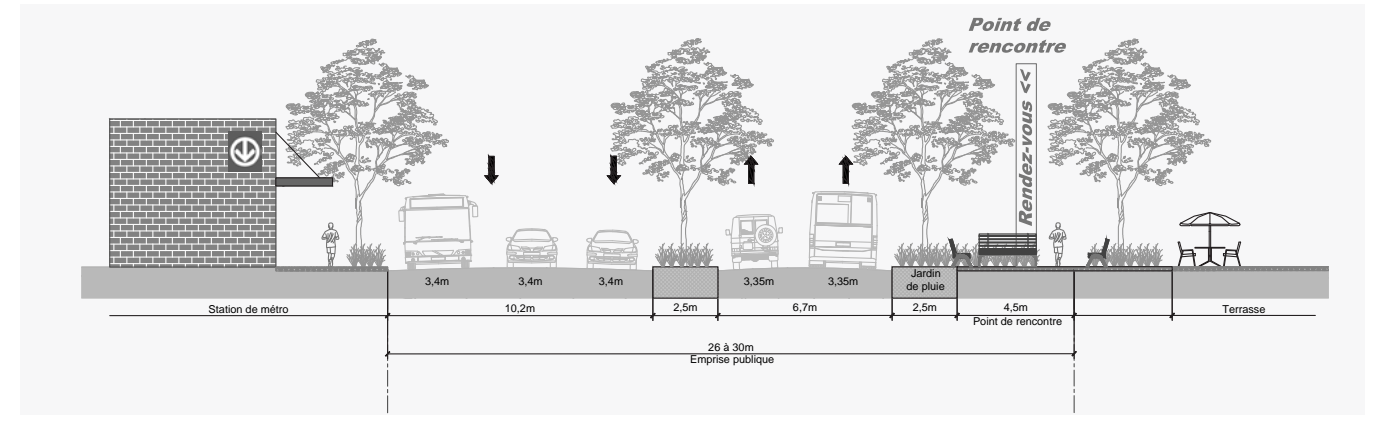 Point de
rencontre
Rendez-vous <<
3,4m
3,4m
3,4m
3,35m
3,35m
Jardin
de pluie
Station de métro
10,2m
2,5m
6,7m
2,5m
4,5m
Point de rencontre
Terrasse
26 à 30m
Emprise publique